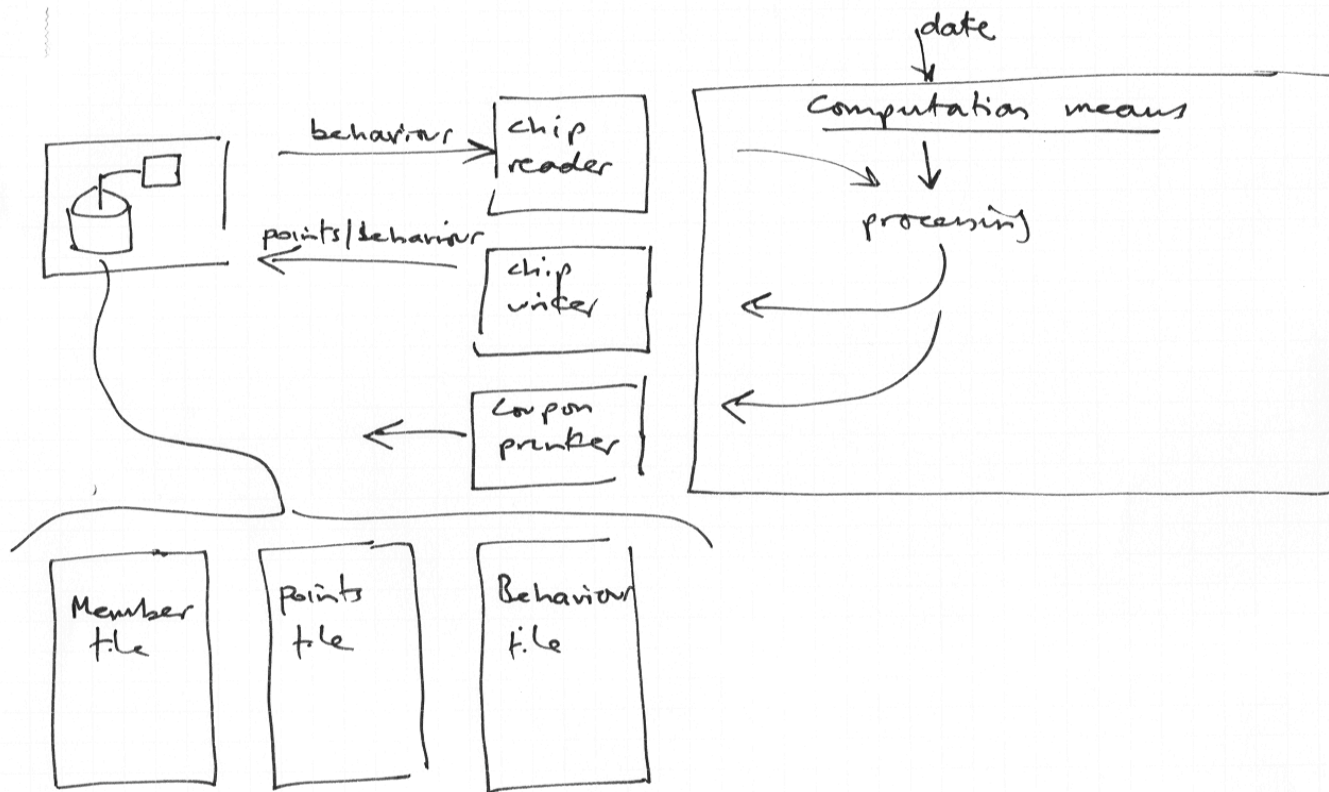 date
Computation means
behaviour
chip
reader
processing
points/behaviour
chip
writer
coupon
printer
Member
file
points
file
Behaviour
file